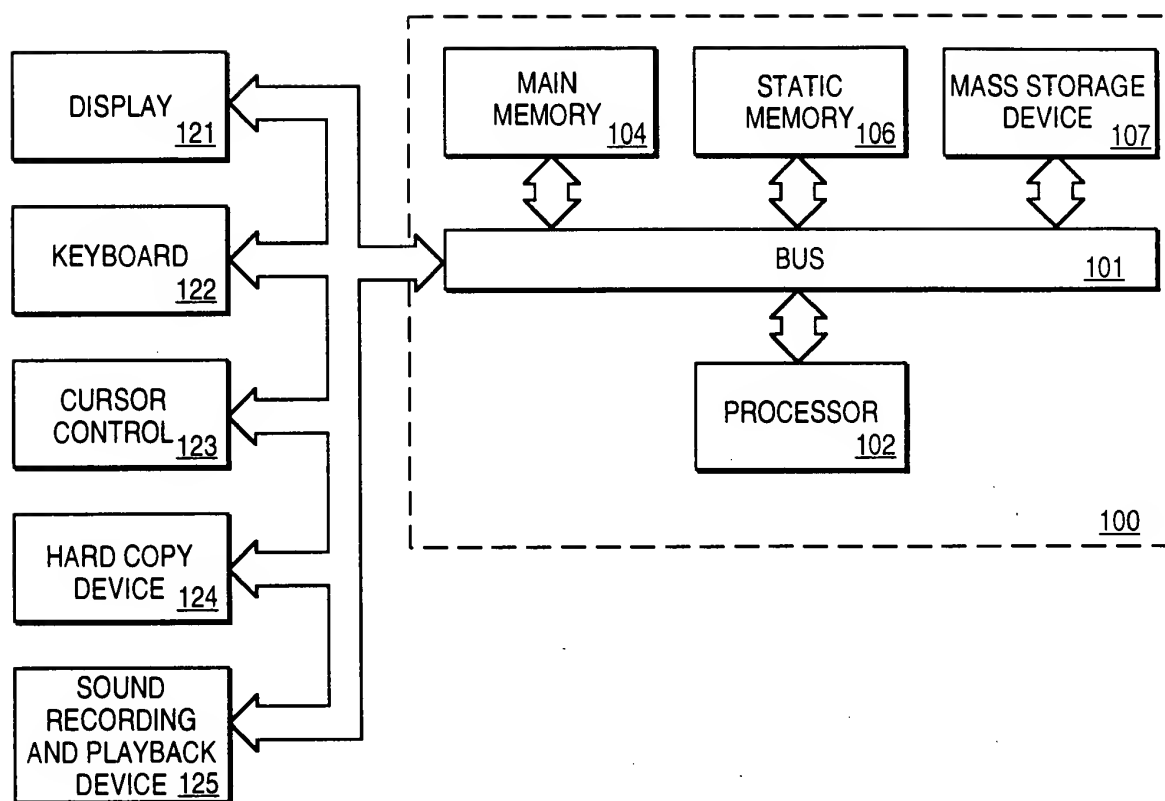 DISPLAY
121
KEYBOARD
122
CURSOR
CONTROL 123
HARD COPY
DEVICE 124
SOUND
RECORDING
AND PLAYBACK
DEVICE 125
MAIN
MEMORY 104
STATIC
MEMORY 106
MASS STORAGE
DEVICE 107
BUS 101
PROCESSOR
102
100